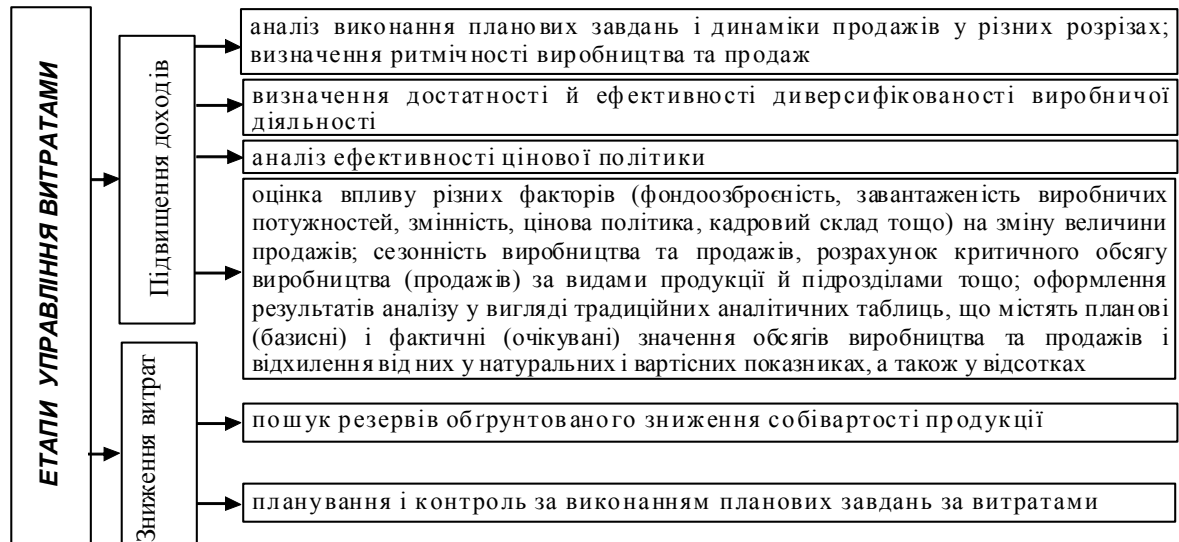 ЕТАПИ УПРАВЛІННЯ ВИТРАТАМИ
Підвищення доходів
аналіз виконання планових завдань і динаміки продажів у різних розрізах;
визначення ритмічності виробництва та продаж
визначення достатності й ефективності диверсифікованості виробничої
діяльності
аналіз ефективності цінової політики
оцінка впливу різних факторів (фондоозброєність, завантаженість виробничих
потужностей, змінність, цінова політика, кадровий склад тощо) на зміну величини
продажів; сезонність виробництва та продажів, розрахунок критичного обсягу
виробництва (продажів) за видами продукції й підрозділами тощо; оформлення
результатів аналізу у вигляді традиційних аналітичних таблиць, що містять планові
(базисні) і фактичні (очікувані) значення обсягів виробництва та продажів і
відхилення від них у натуральних і вартісних показниках, а також у відсотках
Зниження витрат
пошук резервів обґрунтованого зниження собівартості продукції
планування і контроль за виконанням планових завдань за витратами